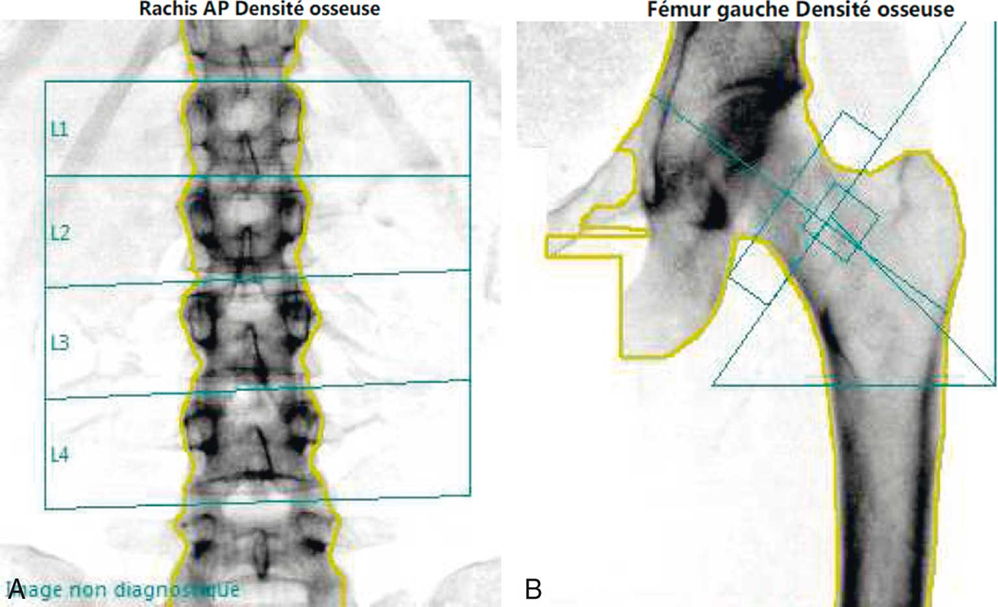 Rachis AP Densité osseuse
Fémur gauche Densité osseuse
L1
L2
L3
L4
A
Image non diagnostique
B